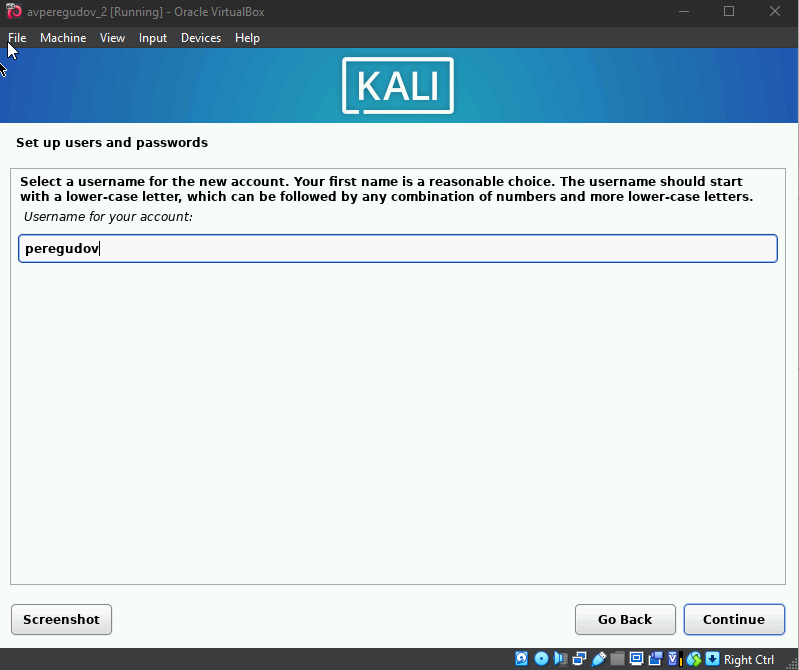 avperegudov_2 [Running] - Oracle VirtualBox
File Machine View Input Devices Help
KALI
Set up users and passwords
Select a username for the new account. Your first name is a reasonable choice. The username should start
with a lower-case letter, which can be followed by any combination of numbers and more lower-case letters.
Username for your account:
peregudov
Screenshot Go Back Continue
Right Ctrl